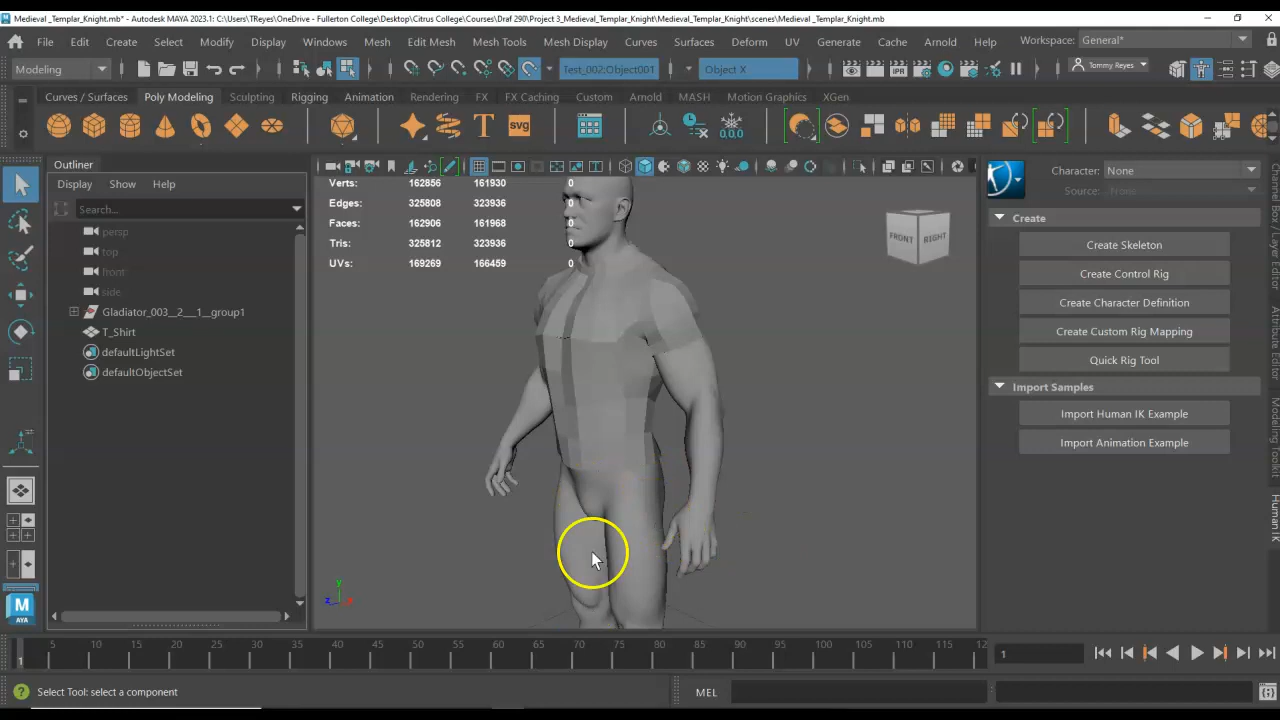 Medieval _Templar_Knight.mb* - Autodesk MAYA 2023.1: C:\Users\TReyes\OneDrive - Fullerton College\Desktop\Citrus College\Courses\Draf 290\Project 3_Medieval_Templar_Knight\Medieval_Templar_Knight\scenes\Medieval _Templar_Knight.mb
File Edit Create Select Modify Display Windows Mesh Edit Mesh Mesh Tools Mesh Display Curves Surfaces Deform UV Generate Cache Arnold Help Workspace: General*
Modeling Test_002:Object001 Object X IPR Tommy Reyes
Curves / Surfaces Poly Modeling Sculpting Rigging Animation Rendering FX FX Caching Custom Arnold MASH Motion Graphics XGen
T svg 0,0,0
Outliner
Display Show Help
Search...
persp
top
front
side
Gladiator_003__2___1__group1
T_Shirt
defaultLightSet
defaultObjectSet
Verts: 162856 161930 0
Edges: 325808 323936 0
Faces: 162906 161968 0
Tris: 325812 323936 0
UVs: 169269 166459 0
FRONT RIGHT
y
z
Character: None
Source: None
Create
Create Skeleton
Create Control Rig
Create Character Definition
Create Custom Rig Mapping
Quick Rig Tool
Import Samples
Import Human IK Example
Import Animation Example
Channel Box / Layer Editor
Attribute Editor
Modeling Toolkit
Human IK
M
AYA
5 10 15 20 25 30 35 40 45 50 55 60 65 70 75 80 85 90 95 100 105 110 115 12
1 1
Select Tool: select a component MEL